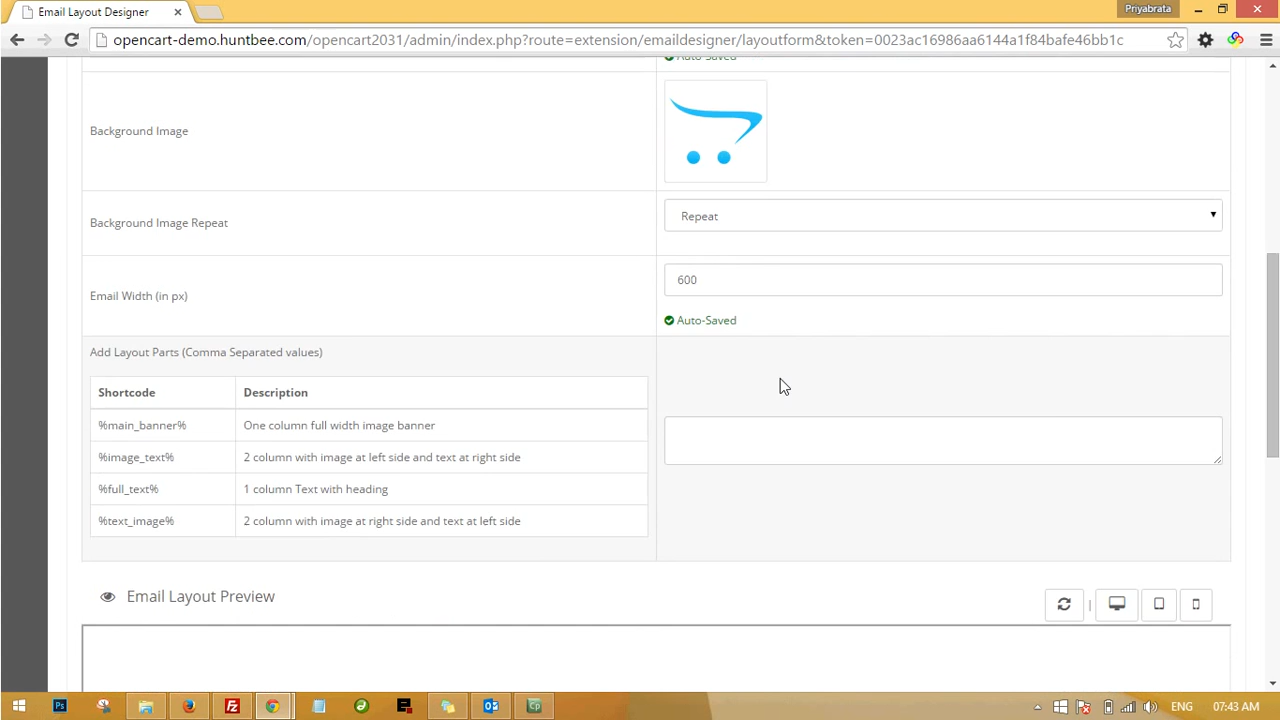 Email Layout Designer
Priyabrata
opencart-demo.huntbee.com/opencart2031/admin/index.php?route=extension/emaildesigner/layoutform&token=0023ac16986aa6144a1f84bafe46bb1c
Auto-Saved
Background Image
Background Image Repeat
Repeat
Email Width (in px)
600
Auto-Saved
Add Layout Parts (Comma Separated values)
Shortcode Description
%main_banner% One column full width image banner
%image_text% 2 column with image at left side and text at right side
%full_text% 1 column Text with heading
%text_image% 2 column with image at right side and text at left side
Email Layout Preview
ENG 07:43 AM